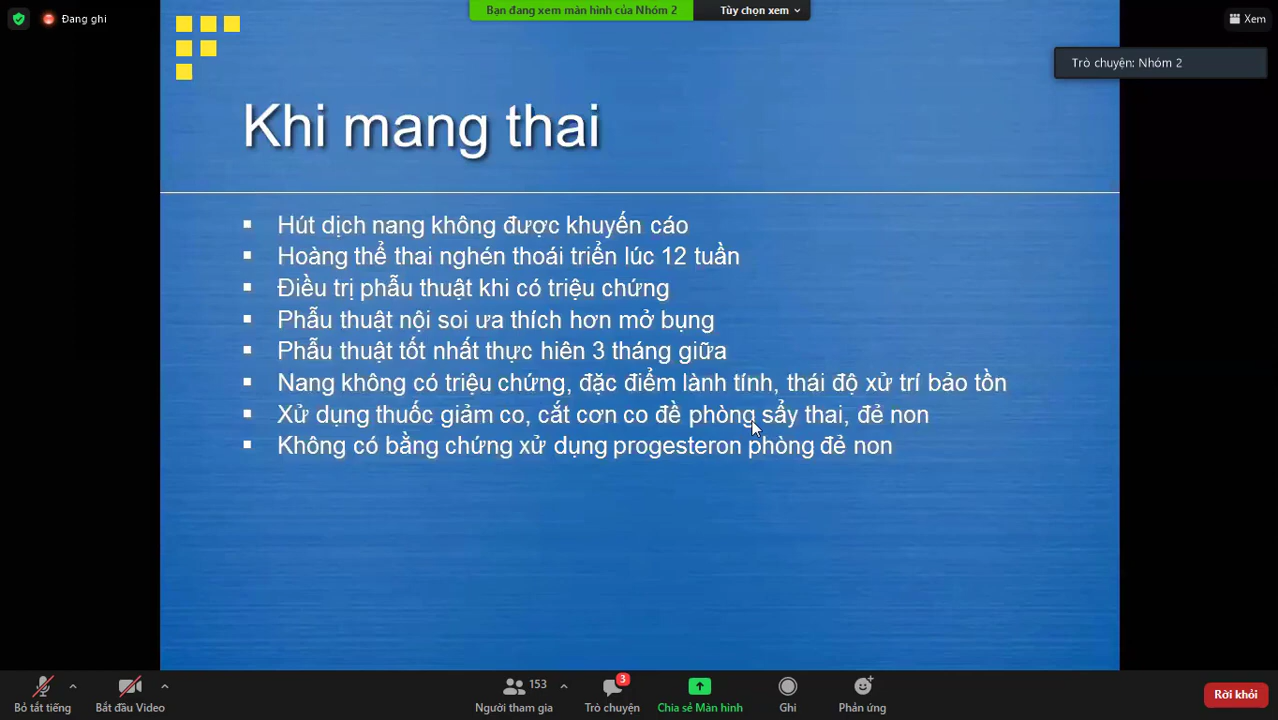 Đang ghi
Bạn đang xem màn hình của Nhóm 2
Tùy chọn xem
Xem
Trò chuyện: Nhóm 2
Khi mang thai
Hút dịch nang không được khuyến cáo
Hoàng thể thai nghén thoái triển lúc 12 tuần
Điều trị phẫu thuật khi có triệu chứng
Phẫu thuật nội soi ưa thích hơn mở bụng
Phẫu thuật tốt nhất thực hiên 3 tháng giữa
Nang không có triệu chứng, đặc điểm lành tính, thái độ xử trí bảo tồn
Xử dụng thuốc giảm co, cắt cơn co đề phòng sẩy thai, đẻ non
Không có bằng chứng xử dụng progesteron phòng đẻ non
Bỏ tắt tiếng
Bắt đầu Video
153
Người tham gia
3
Trò chuyện
Chia sẻ Màn hình
Ghi
Phản ứng
Rời khỏi